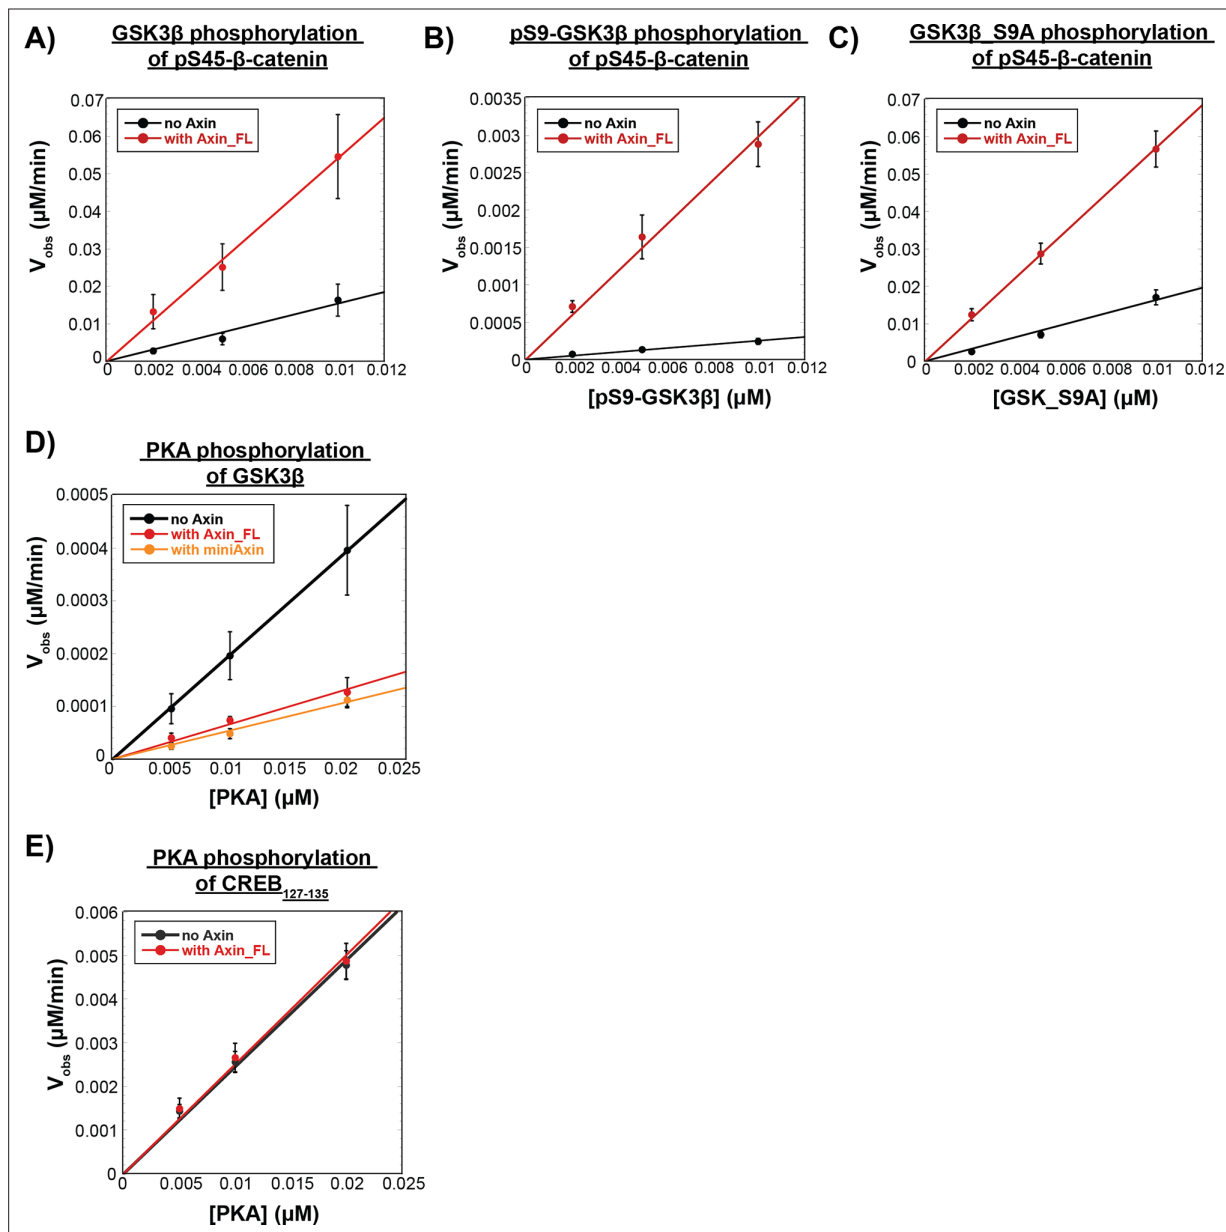 A)
GSK3β phosphorylation
of pS45-β-catenin
0.07
0.06
0.05
0.04
0.03
0.02
0.01
0
V_obs (µM/min)
no Axin
with Axin_FL
0 0.002 0.004 0.006 0.008 0.01 0.012
B)
pS9-GSK3β phosphorylation
of pS45-β-catenin
0.0035
0.003
0.0025
0.002
0.0015
0.001
0.0005
0
V_obs (µM/min)
no Axin
with Axin_FL
0 0.002 0.004 0.006 0.008 0.01 0.012
[pS9-GSK3β] (µM)
C)
GSK3β_S9A phosphorylation
of pS45-β-catenin
0.07
0.06
0.05
0.04
0.03
0.02
0.01
0
V_obs (µM/min)
no Axin
with Axin_FL
0 0.002 0.004 0.006 0.008 0.01 0.012
[GSK_S9A] (µM)
D)
PKA phosphorylation
of GSK3β
0.0005
0.0004
0.0003
0.0002
0.0001
0
V_obs (µM/min)
no Axin
with Axin_FL
with miniAxin
0 0.005 0.01 0.015 0.02 0.025
[PKA] (µM)
E)
PKA phosphorylation
of CREB127-135
0.006
0.005
0.004
0.003
0.002
0.001
0
V_obs (µM/min)
no Axin
with Axin_FL
0 0.005 0.01 0.015 0.02 0.025
[PKA] (µM)